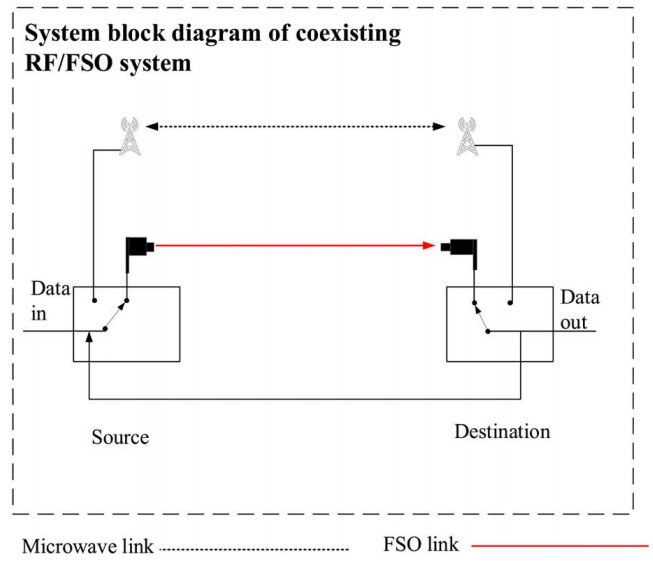 System block diagram of coexisting
RF/FSO system
Data
in
Data
out
Source
Destination
Microwave link
FSO link